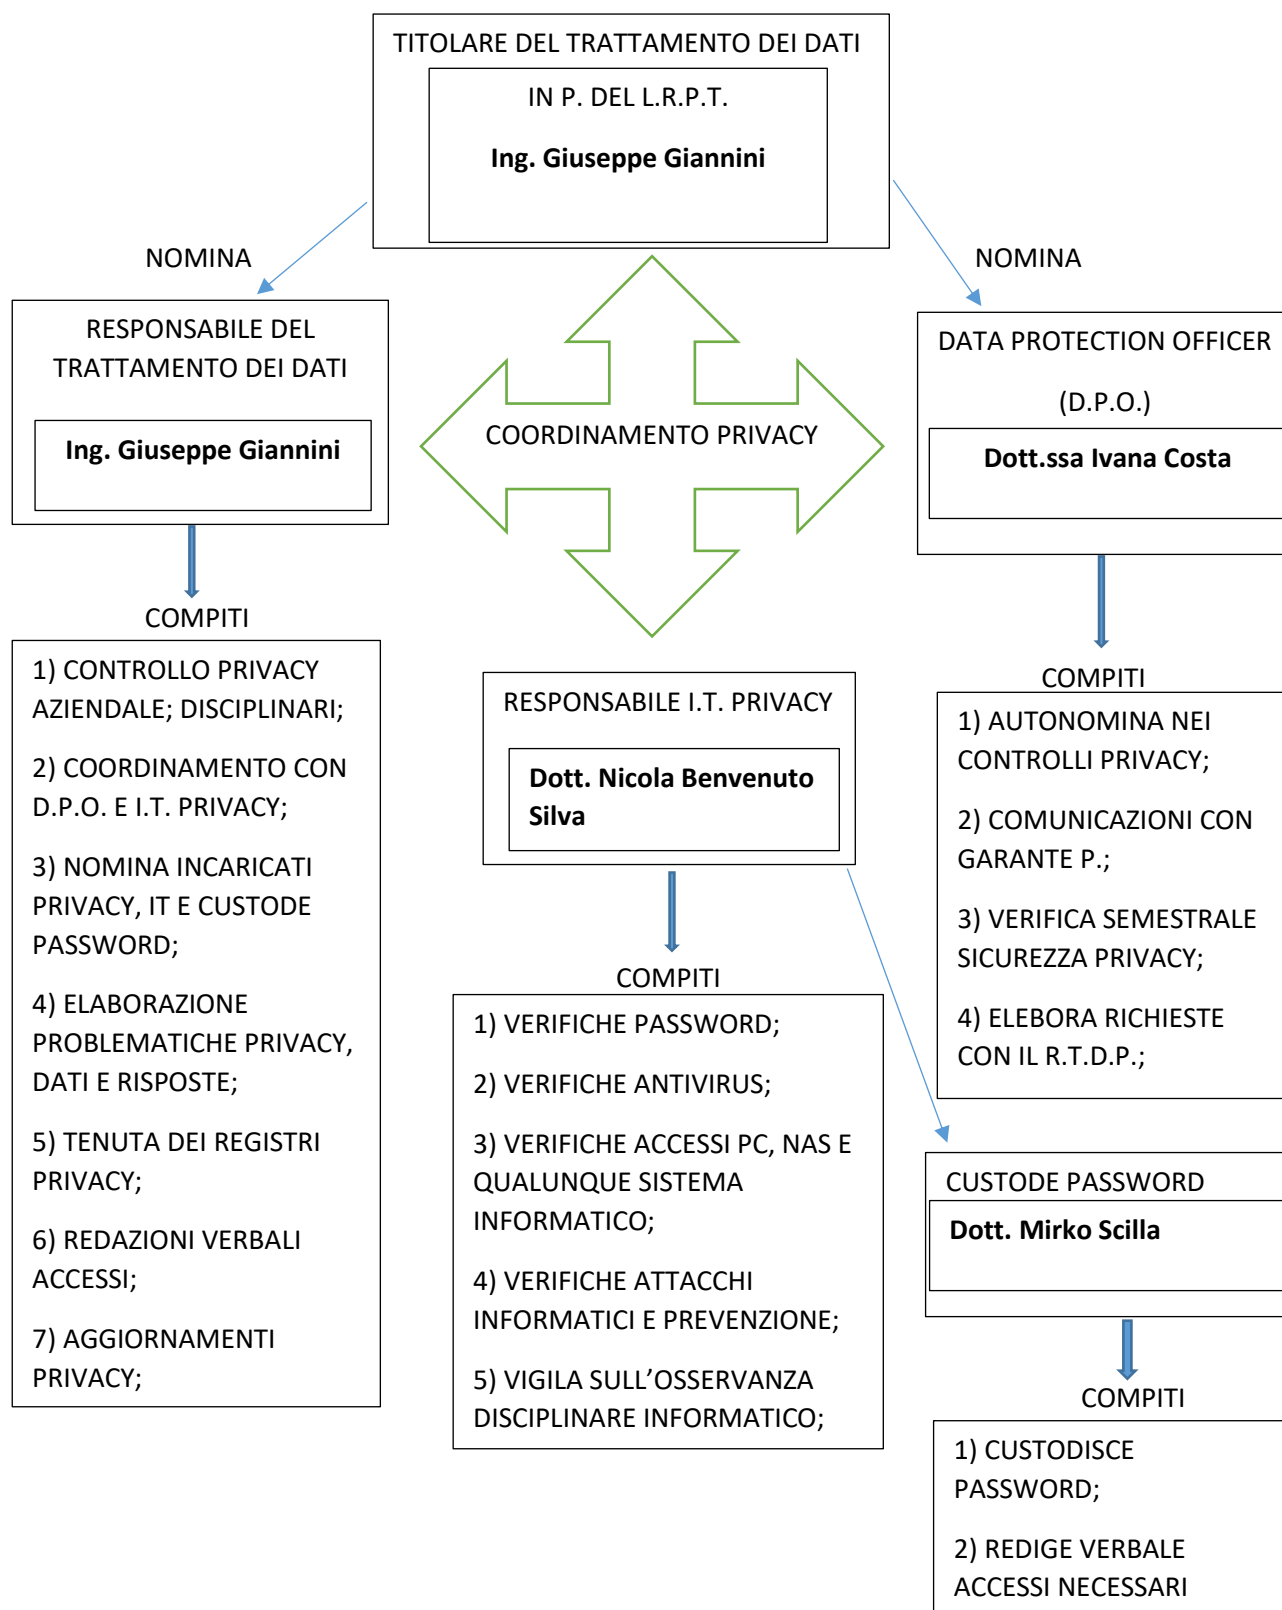 TITOLARE DEL TRATTAMENTO DEI DATI
IN P. DEL L.R.P.T.
Ing. Giuseppe Giannini
NOMINA
NOMINA
RESPONSABILE DEL
TRATTAMENTO DEI DATI
Ing. Giuseppe Giannini
COORDINAMENTO PRIVACY
DATA PROTECTION OFFICER
(D.P.O.)
Dott.ssa Ivana Costa
COMPITI
1) CONTROLLO PRIVACY
AZIENDALE; DISCIPLINARI;
2) COORDINAMENTO CON
D.P.O. E I.T. PRIVACY;
3) NOMINA INCARICATI
PRIVACY, IT E CUSTODE
PASSWORD;
4) ELABORAZIONE
PROBLEMATICHE PRIVACY,
DATI E RISPOSTE;
5) TENUTA DEI REGISTRI
PRIVACY;
6) REDAZIONI VERBALI
ACCESSI;
7) AGGIORNAMENTI
PRIVACY;
RESPONSABILE I.T. PRIVACY
Dott. Nicola Benvenuto
Silva
COMPITI
1) VERIFICHE PASSWORD;
2) VERIFICHE ANTIVIRUS;
3) VERIFICHE ACCESSI PC, NAS E
QUALUNQUE SISTEMA
INFORMATICO;
4) VERIFICHE ATTACCHI
INFORMATICI E PREVENZIONE;
5) VIGILA SULL’OSSERVANZA
DISCIPLINARE INFORMATICO;
COMPITI
1) AUTONOMINA NEI
CONTROLLI PRIVACY;
2) COMUNICAZIONI CON
GARANTE P.;
3) VERIFICA SEMESTRALE
SICUREZZA PRIVACY;
4) ELEBORA RICHIESTE
CON IL R.T.D.P.;
CUSTODE PASSWORD
Dott. Mirko Scilla
COMPITI
1) CUSTODISCE
PASSWORD;
2) REDIGE VERBALE
ACCESSI NECESSARI